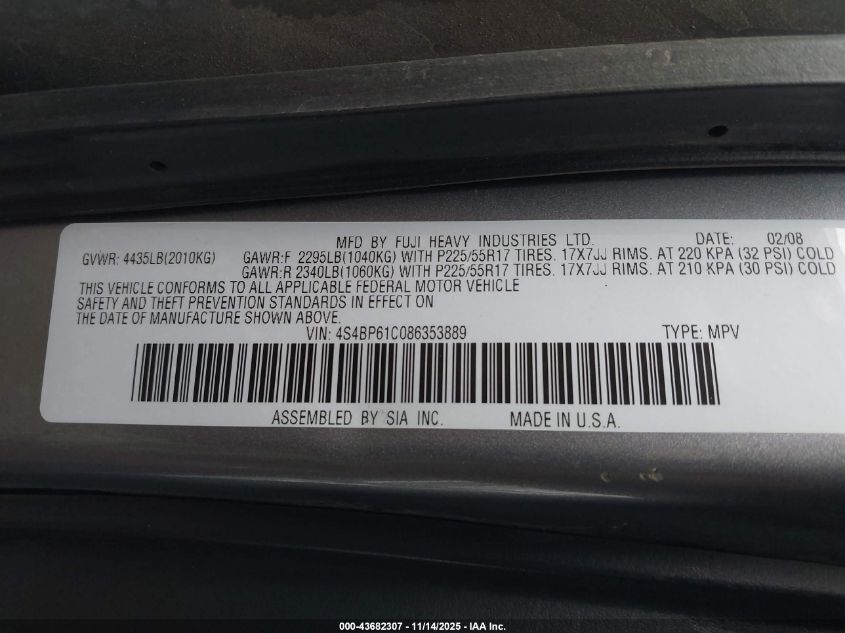 MFD BY FUJI HEAVY INDUSTRIES LTD. DATE: 02/08
GVWR: 4435LB(2010KG) GAWR:F 2295LB(1040KG) WITH P225/55R17 TIRES. 17X7JJ RIMS. AT 220 KPA (32 PSI) COLD
GAWR:R 2340LB(1060KG) WITH P225/55R17 TIRES. 17X7JJ RIMS. AT 210 KPA (30 PSI) COLD
THIS VEHICLE CONFORMS TO ALL APPLICABLE FEDERAL MOTOR VEHICLE
SAFETY AND THEFT PREVENTION STANDARDS IN EFFECT ON
THE DATE OF MANUFACTURE SHOWN ABOVE.
VIN: 4S4BP61C086353889 TYPE: MPV
ASSEMBLED BY SIA INC. MADE IN U.S.A.
000-43682307 - 11/14/2025 - IAA Inc.